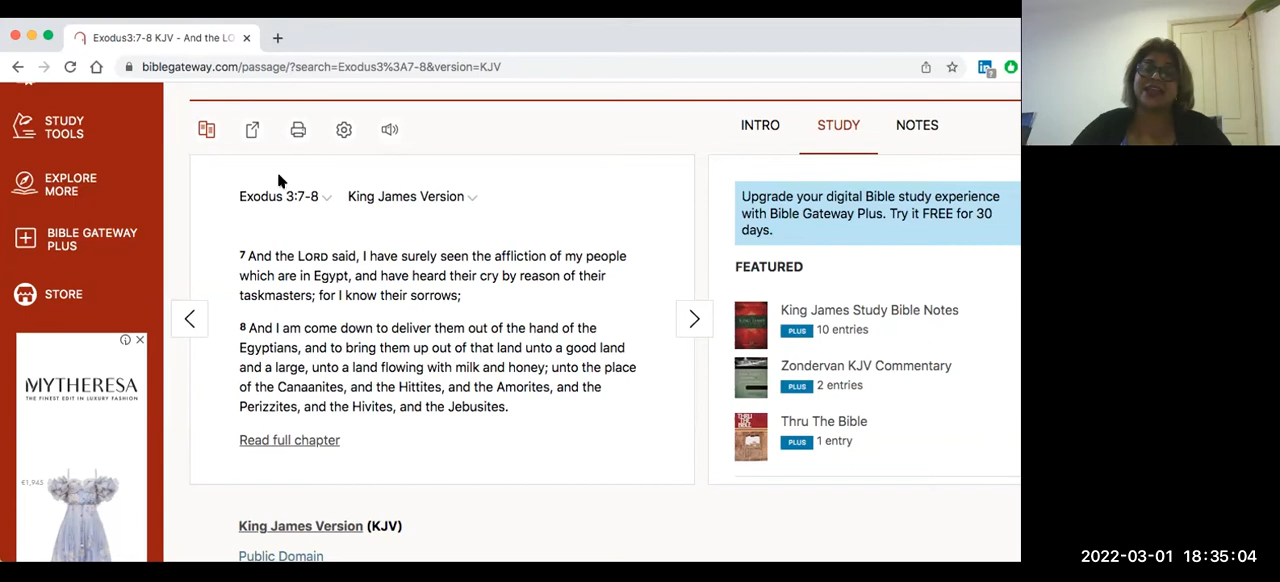 Exodus3:7-8 KJV - And the LO
biblegateway.com/passage/?search=Exodus3%3A7-8&version=KJV
STUDY
TOOLS
EXPLORE
MORE
BIBLE GATEWAY
PLUS
STORE
MYTHERESA
THE FINEST EDIT IN LUXURY FASHION
€1,945
Exodus 3:7-8
King James Version
7 And the LORD said, I have surely seen the affliction of my people
which are in Egypt, and have heard their cry by reason of their
taskmasters; for I know their sorrows;
8 And I am come down to deliver them out of the hand of the
Egyptians, and to bring them up out of that land unto a good land
and a large, unto a land flowing with milk and honey; unto the place
of the Canaanites, and the Hittites, and the Amorites, and the
Perizzites, and the Hivites, and the Jebusites.
Read full chapter
King James Version (KJV)
Public Domain
INTRO
STUDY
NOTES
Upgrade your digital Bible study experience
with Bible Gateway Plus. Try it FREE for 30
days.
FEATURED
King James Study Bible Notes
PLUS 10 entries
Zondervan KJV Commentary
PLUS 2 entries
THRU THE BIBLE
Thru The Bible
PLUS 1 entry
2022-03-01 18:35:04